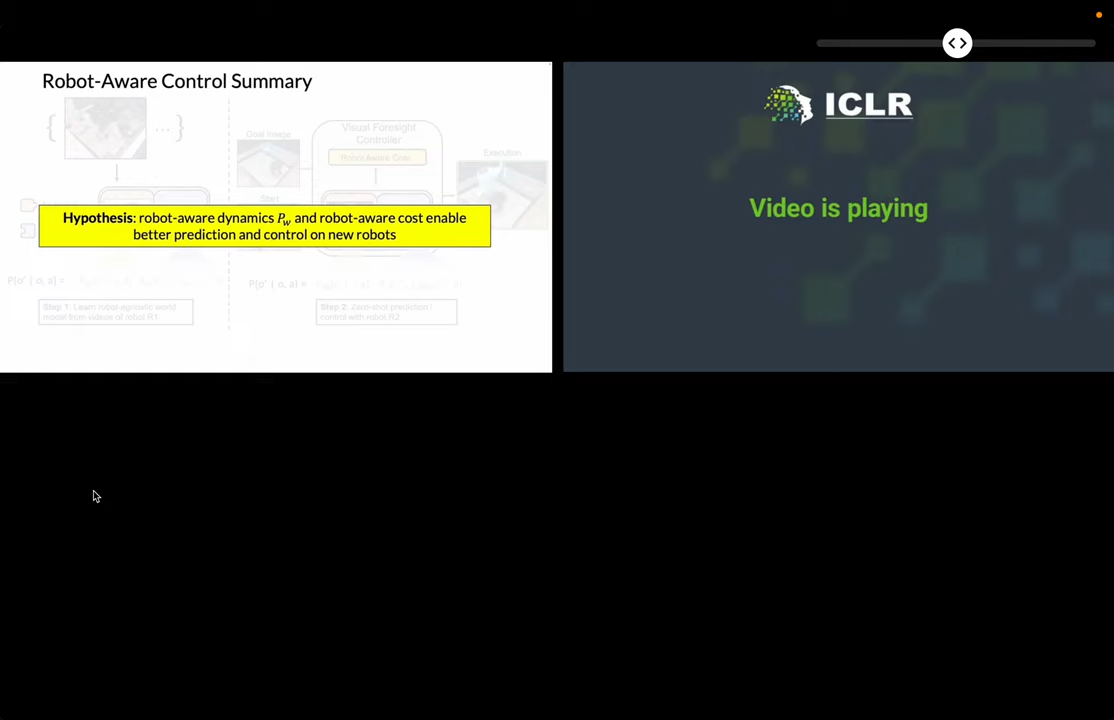 Robot-Aware Control Summary
{ ... }
Goal Image
Visual Foresight
Controller
Robot Aware Cost
Execution
Start
Hypothesis: robot-aware dynamics P_w and robot-aware cost enable
better prediction and control on new robots
P(o' | o, a) =
P(o' | o, a) =
Step 1: Learn robot-agnostic world
model from videos of robot R1
Step 2: Zero-shot prediction /
control with robot R2
< >
ICLR
Video is playing